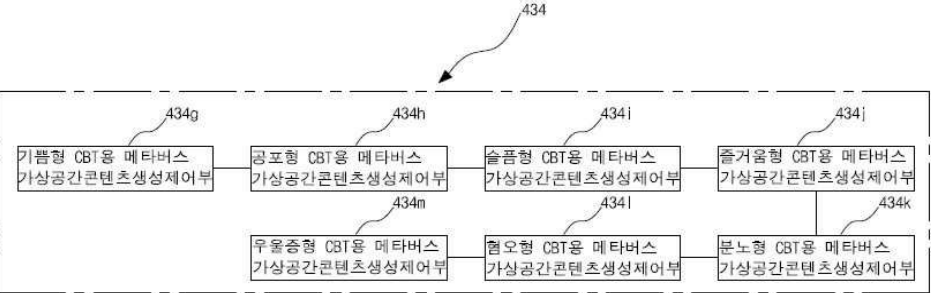 434
434g
434h
434i
434j
기쁨형 CBT용 메타버스
가상공간콘텐츠생성제어부
공포형 CBT용 메타버스
가상공간콘텐츠생성제어부
슬픔형 CBT용 메타버스
가상공간콘텐츠생성제어부
즐거움형 CBT용 메타버스
가상공간콘텐츠생성제어부
434m
434l
434k
우울증형 CBT용 메타버스
가상공간콘텐츠생성제어부
혐오형 CBT용 메타버스
가상공간콘텐츠생성제어부
분노형 CBT용 메타버스
가상공간콘텐츠생성제어부